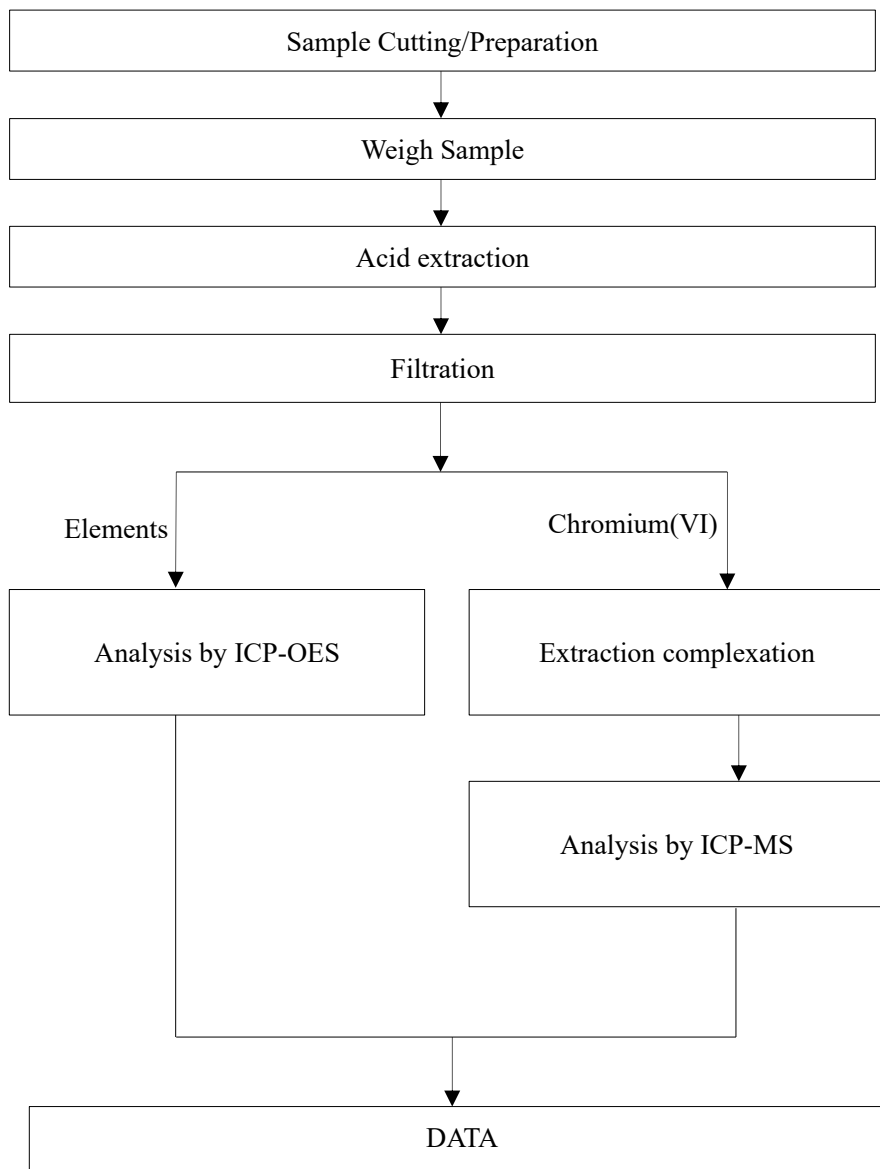 Sample Cutting/Preparation
Weigh Sample
Acid extraction
Filtration
Elements
Chromium(VI)
Analysis by ICP-OES
Extraction complexation
Analysis by ICP-MS
DATA